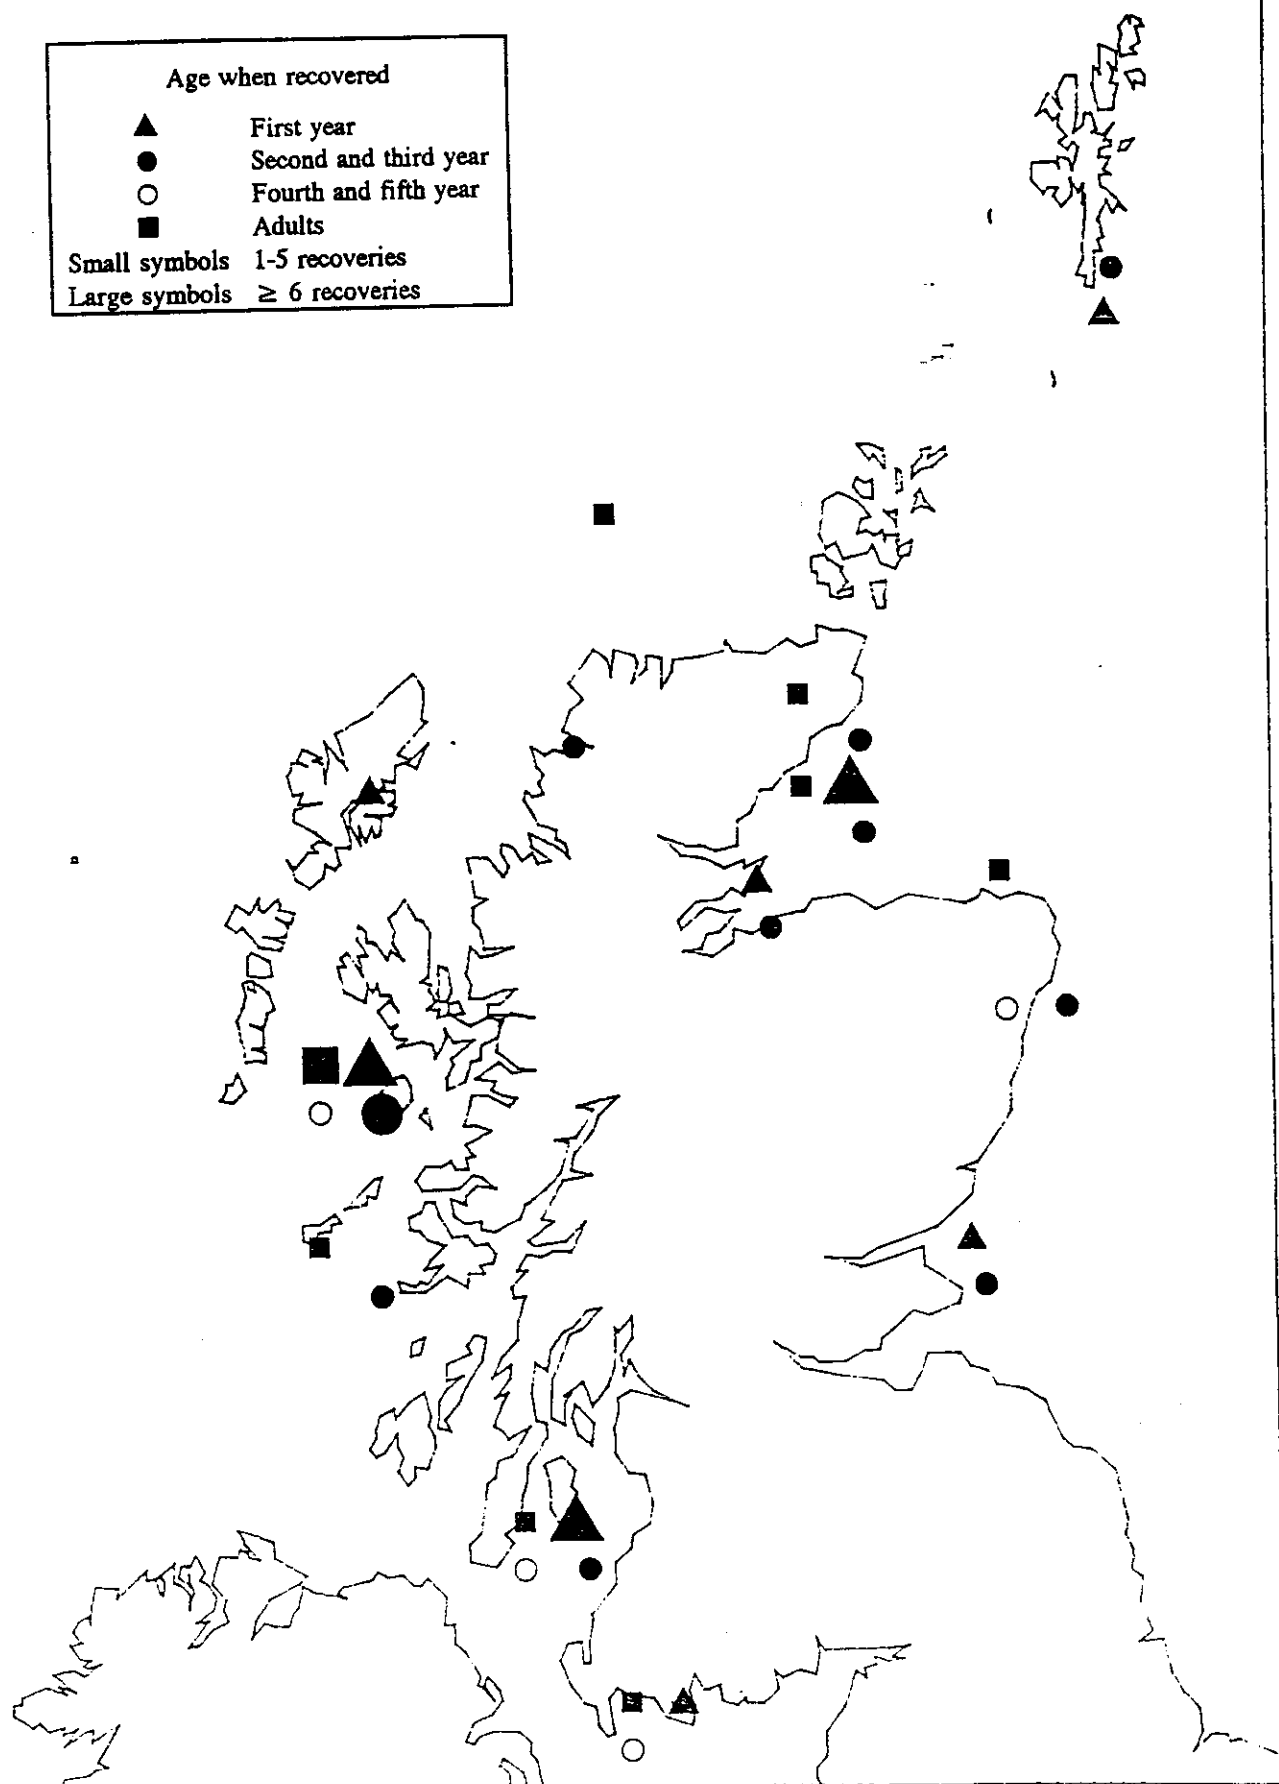 Age when recovered
First year
Second and third year
Fourth and fifth year
Adults
Small symbols 1-5 recoveries
Large symbols ≥ 6 recoveries